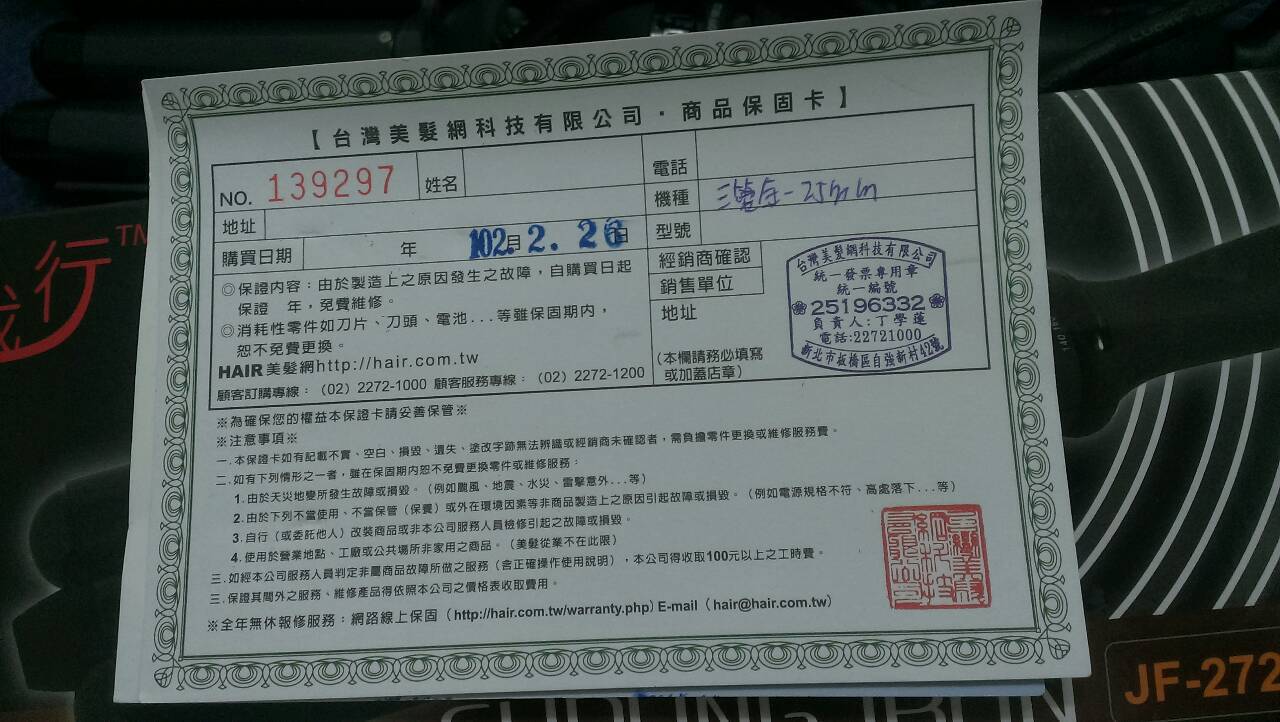 【台灣美髮網科技有限公司・商品保固卡】
NO. 139297
姓名
電話
地址
機種
三管金-25mm
購買日期 年 月 日
102. 2. 26
型號
◎保證內容：由於製造上之原因發生之故障，自購買日起
保證 年，免費維修。
◎消耗性零件如刀片、刀頭、電池...等雖保固期內，
恕不免費更換。
HAIR美髮網http://hair.com.tw
顧客訂購專線：（02）2272-1000 顧客服務專線：（02）2272-1200
經銷商確認
銷售單位
地址
（本欄請務必填寫
或加蓋店章）
台灣美髮網科技有限公司
統一發票專用章
統一編號
25196332
負責人:丁學蓮
電話:22721000
新北市板橋區自強新村42號
※為確保您的權益本保證卡請妥善保管※
※注意事項※
一.本保證卡如有記載不實、空白、損毀、遺失、塗改字跡無法辨識或經銷商未確認者，需負擔零件更換或維修服務費。
二.如有下列情形之一者，雖在保固期內恕不免費更換零件或維修服務：
1.由於天災地變所發生故障或損毀。（例如颱風、地震、水災、雷擊意外...等）
2.由於下列不當使用、不當保管（保養）或外在環境因素等非商品製造上之原因引起故障或損毀。（例如電源規格不符、高處落下...等）
3.自行（或委託他人）改裝商品或非本公司服務人員檢修引起之故障或損毀。
4.使用於營業地點、工廠或公共場所非家用之商品。（美髮從業不在此限）
三.如經本公司服務人員判定非屬商品故障所做之服務（含正確操作使用說明），本公司得收取100元以上之工時費。
三.保證其間外之服務、維修產品得依照本公司之價格表收取費用。
※全年無休報修服務：網路線上保固（http://hair.com.tw/warranty.php）E-mail（hair@hair.com.tw）
行
TM
JF-272